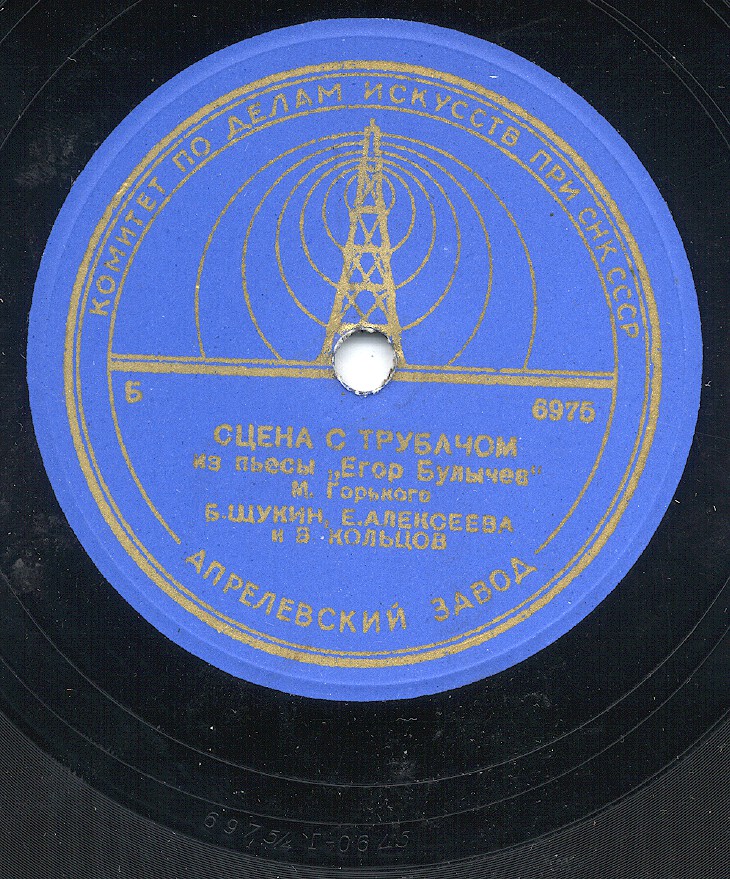 КОМИТЕТ ПО ДЕЛАМ ИСКУССТВ ПРИ СНК СССР
Б 6975
СЦЕНА С ТРУБАЧОМ
из пьесы „Егор Булычев"
М. Горького
Б. ЩУКИН, Е. АЛЕКСЕЕВА
и В. КОЛЬЦОВ
АПРЕЛЕВСКИЙ ЗАВОД